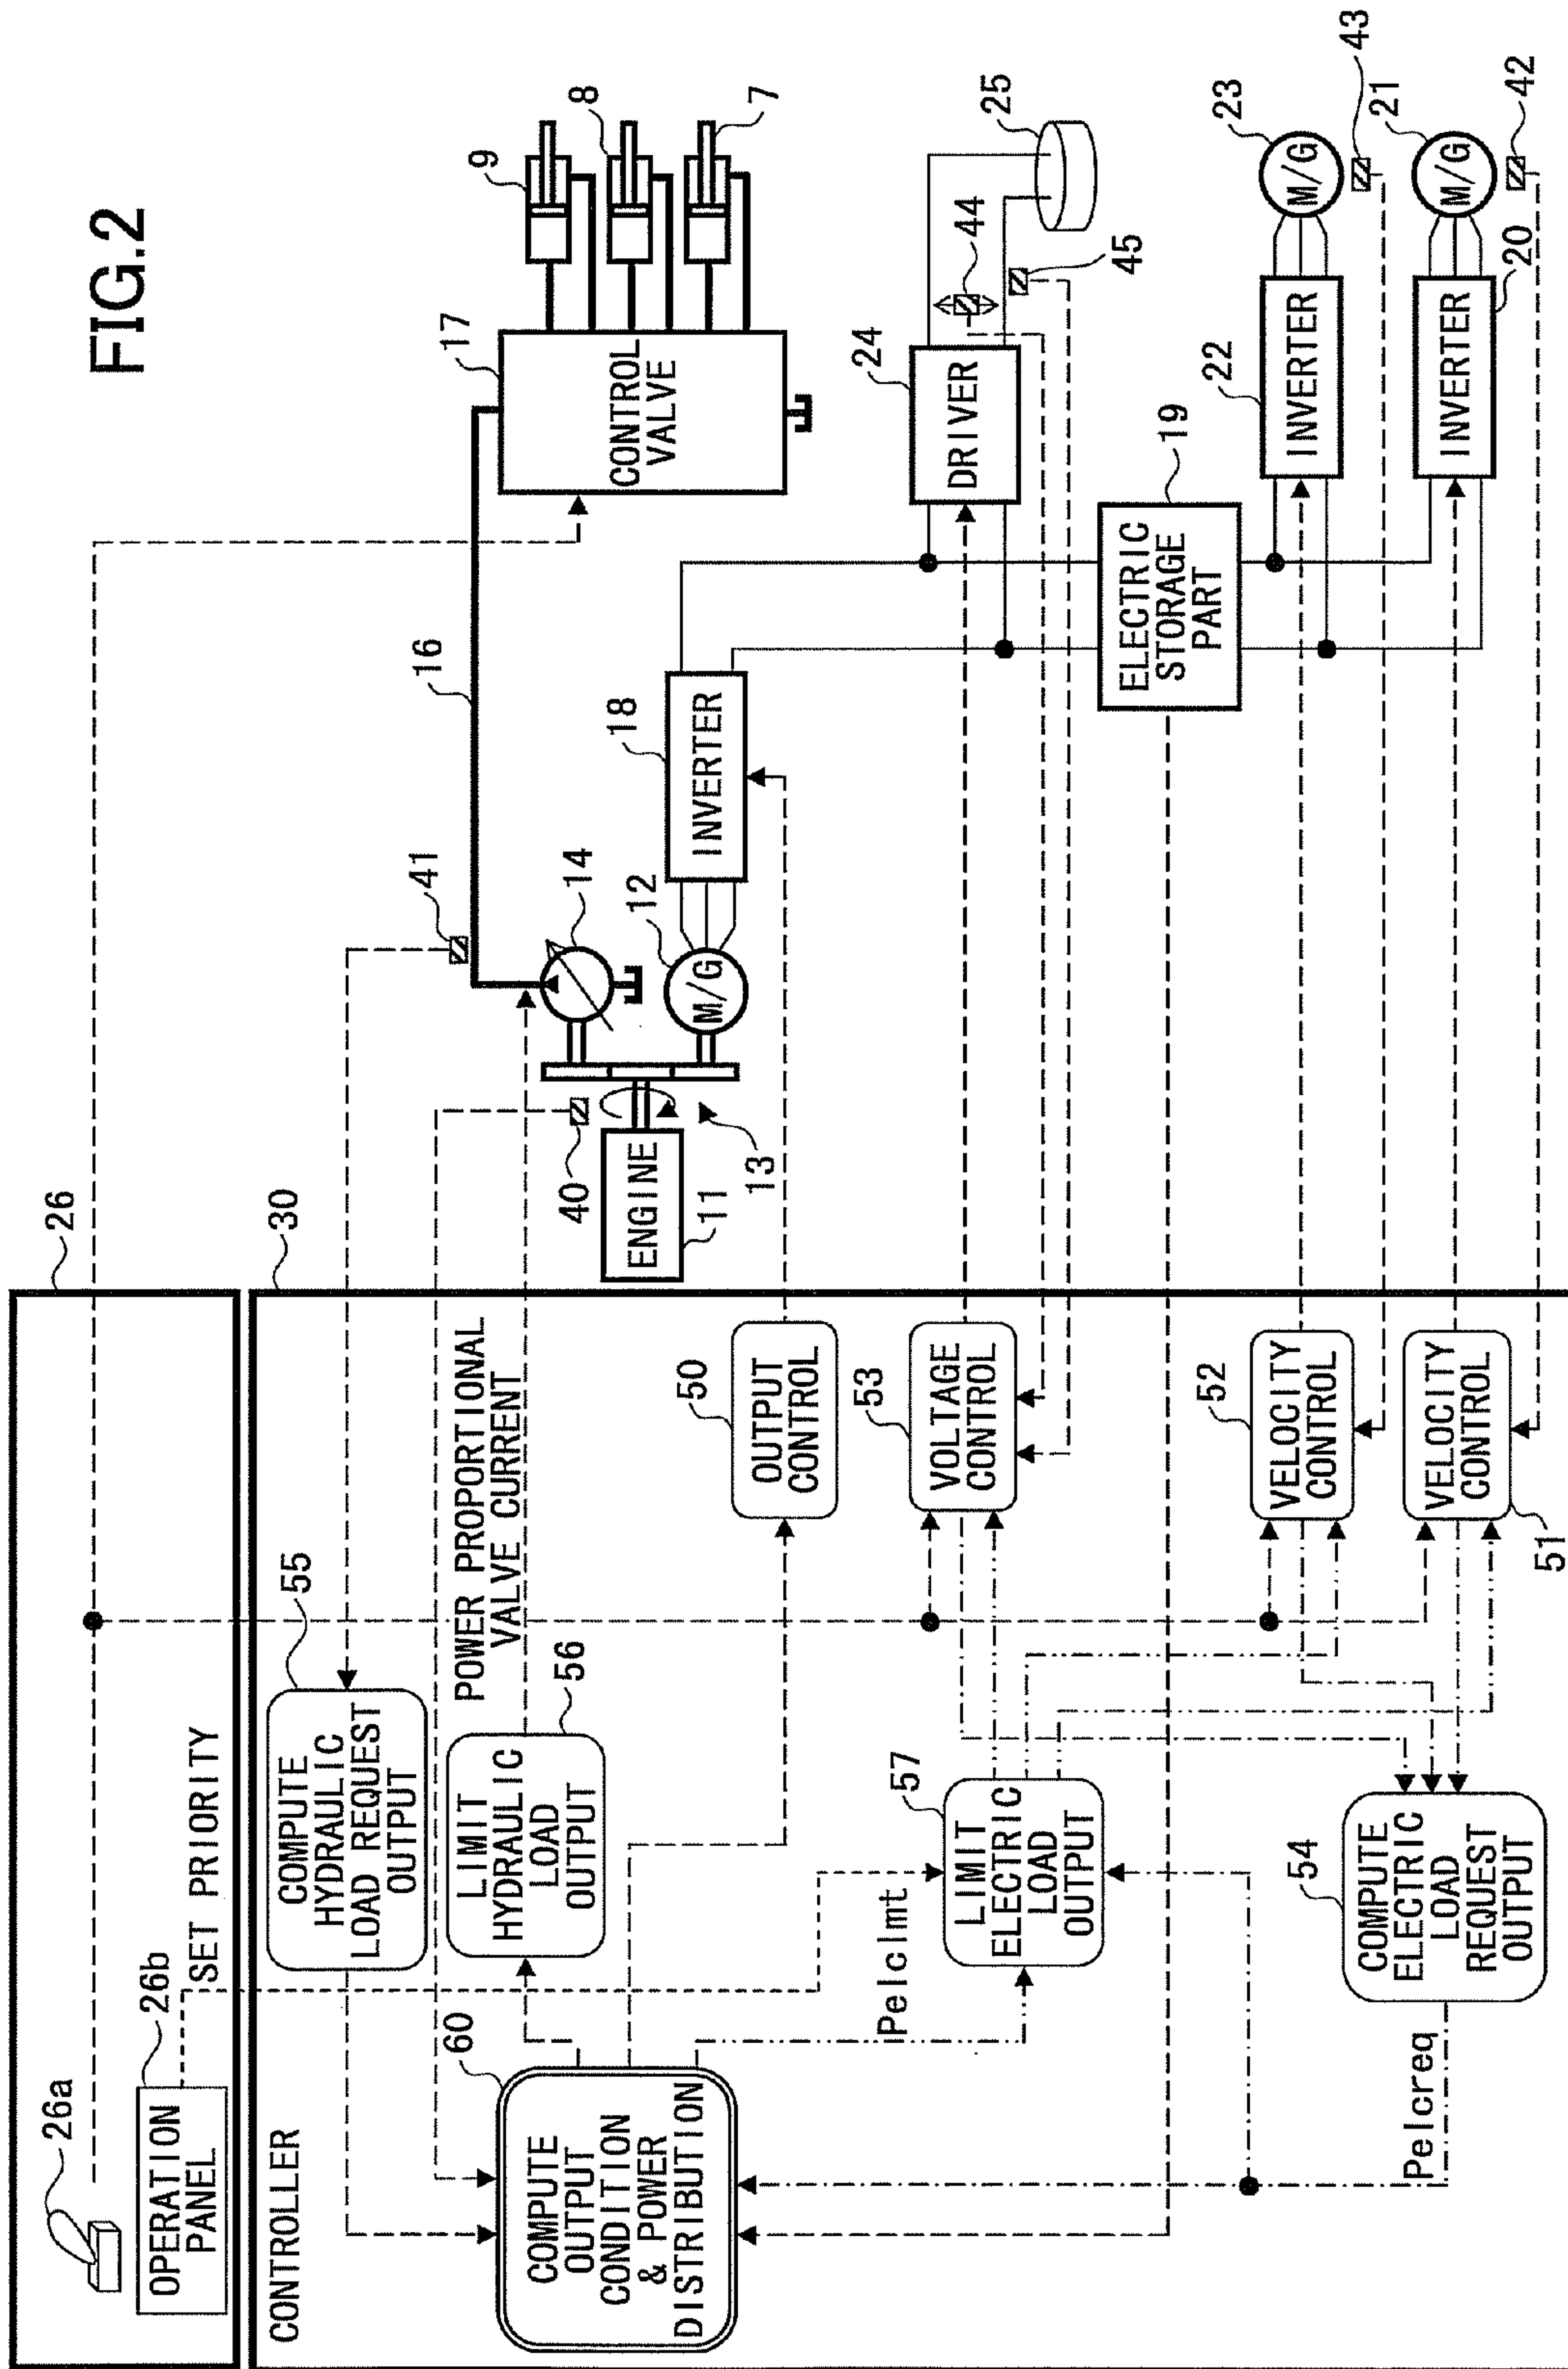 FIG.2
26
26a
OPERATION
PANEL
26b
SET PRIORITY
CONTROLLER
30
COMPUTE
HYDRAULIC
LOAD REQUEST
OUTPUT
55
60
COMPUTE
OUTPUT
CONDITION
& POWER
DISTRIBUTION
LIMIT
HYDRAULIC
LOAD
OUTPUT
56
POWER PROPORTIONAL
VALVE CURRENT
OUTPUT
CONTROL
50
VOLTAGE
CONTROL
53
Pelclmt
LIMIT
ELECTRIC
LOAD
OUTPUT
57
VELOCITY
CONTROL
52
VELOCITY
CONTROL
51
COMPUTE
ELECTRIC
LOAD
REQUEST
OUTPUT
54
Pelcreq
40
ENGINE
11
13
41
14
12
M/G
16
18
INVERTER
17
CONTROL
VALVE
9
8
7
24
DRIVER
44
45
25
19
ELECTRIC
STORAGE
PART
22
INVERTER
23
M/G
43
INVERTER
20
21
M/G
42